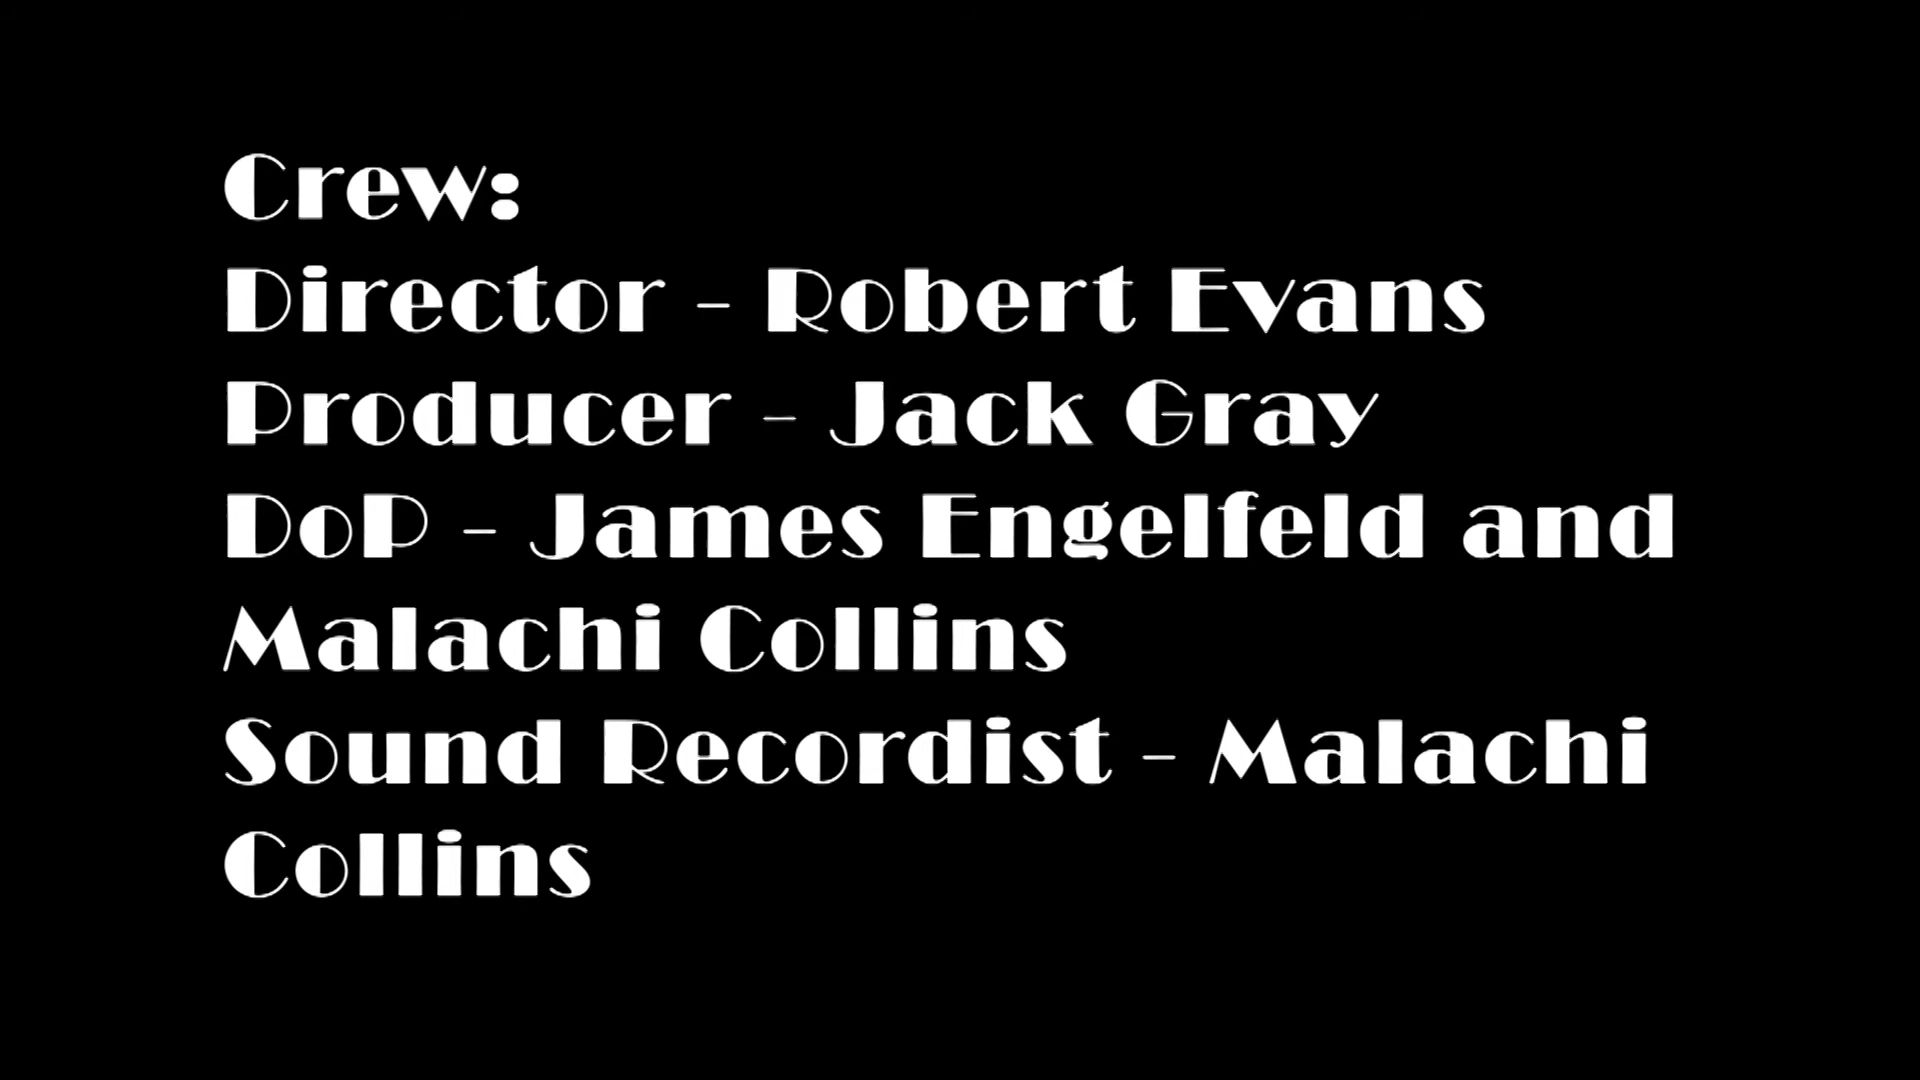 Crew:
Director - Robert Evans
Producer - Jack Gray
DoP - James Engelfeld and
Malachi Collins
Sound Recordist - Malachi
Collins